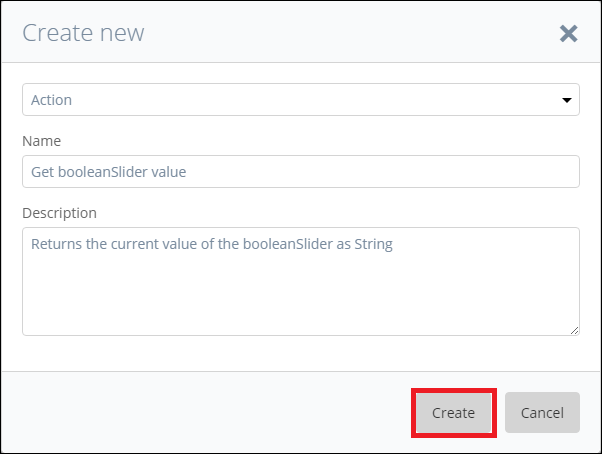 Create new
Action
Name
Get booleanSlider value
Description
Returns the current value of the booleanSlider as String
Create
Cancel